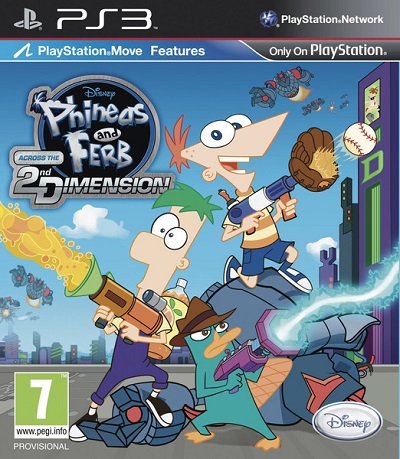 PS3
PlayStation®Network
PlayStation®Move Features
Only On PlayStation®
Disney
Phineas
and
Ferb
ACROSS THE
2nd DIMENSION
7
www.pegi.info
PROVISIONAL
Disney